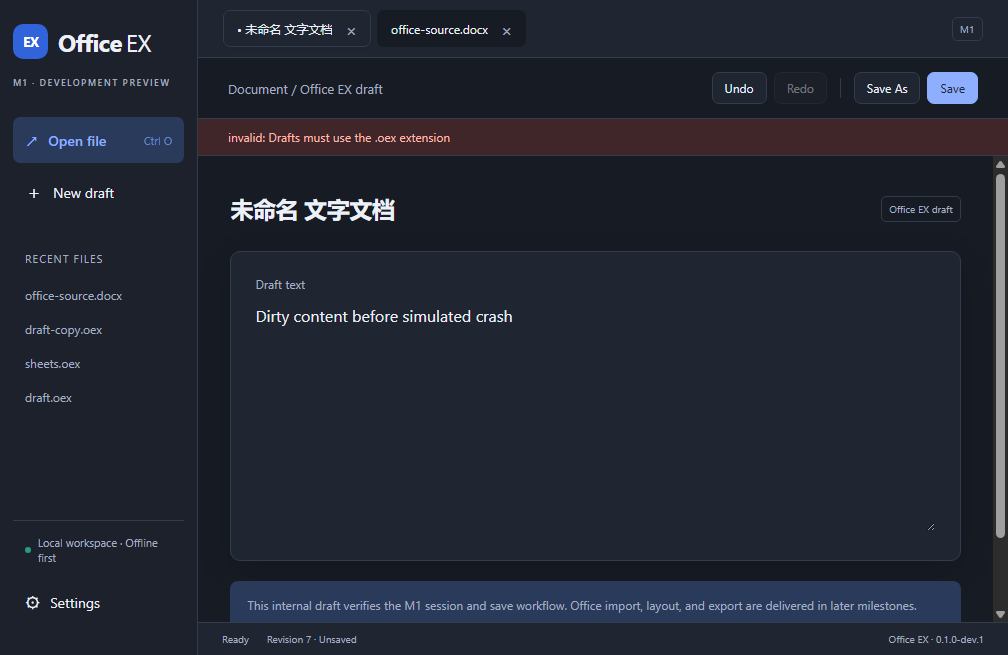 EX Office EX
M1 · DEVELOPMENT PREVIEW
↗ Open file Ctrl O
+ New draft
RECENT FILES
office-source.docx
draft-copy.oex
sheets.oex
draft.oex
Local workspace · Offline
first
Settings
• 未命名 文字文档 ×
office-source.docx ×
M1
Document / Office EX draft
Undo
Redo
Save As
Save
invalid: Drafts must use the .oex extension
未命名 文字文档
Office EX draft
Draft text
Dirty content before simulated crash
This internal draft verifies the M1 session and save workflow. Office import, layout, and export are delivered in later milestones.
Ready
Revision 7 · Unsaved
Office EX · 0.1.0-dev.1